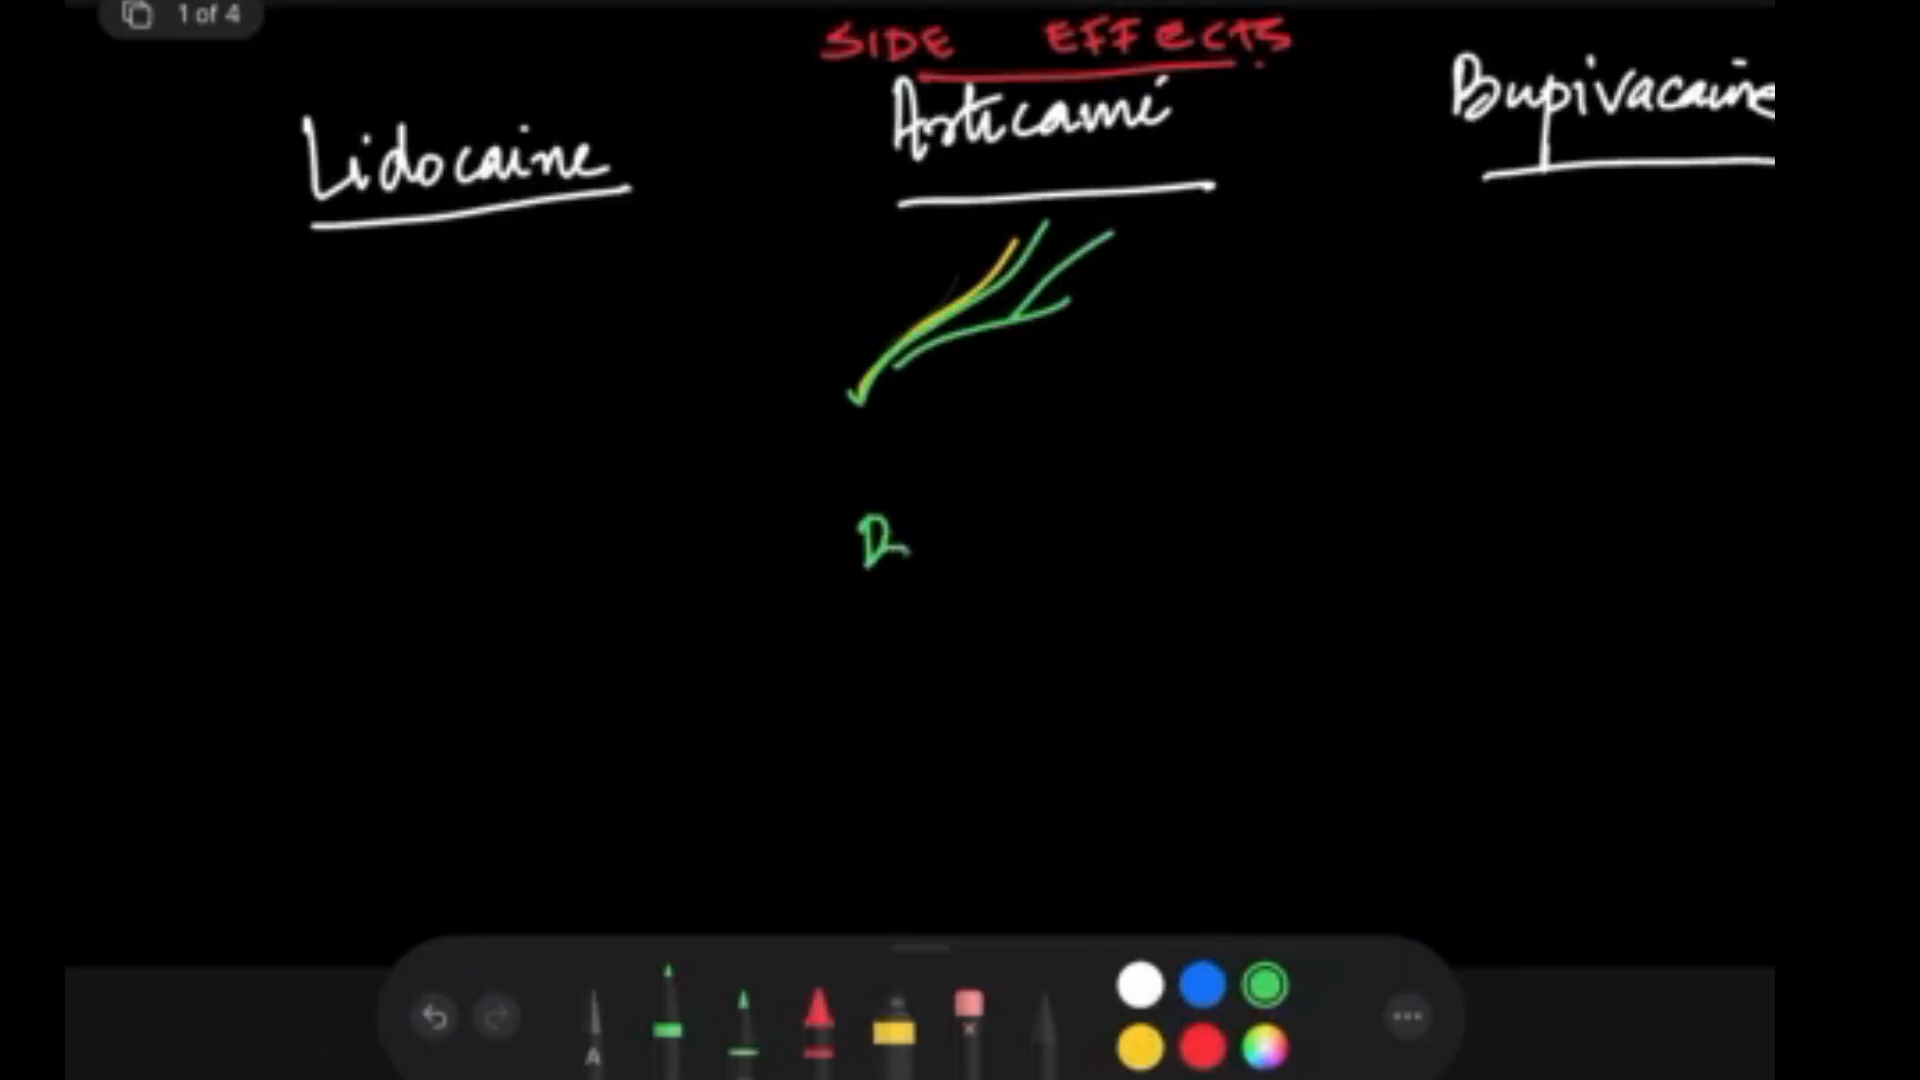 1 of 4
SIDE EFFECTS
Lidocaine
Articaine
Bupivacaine
A